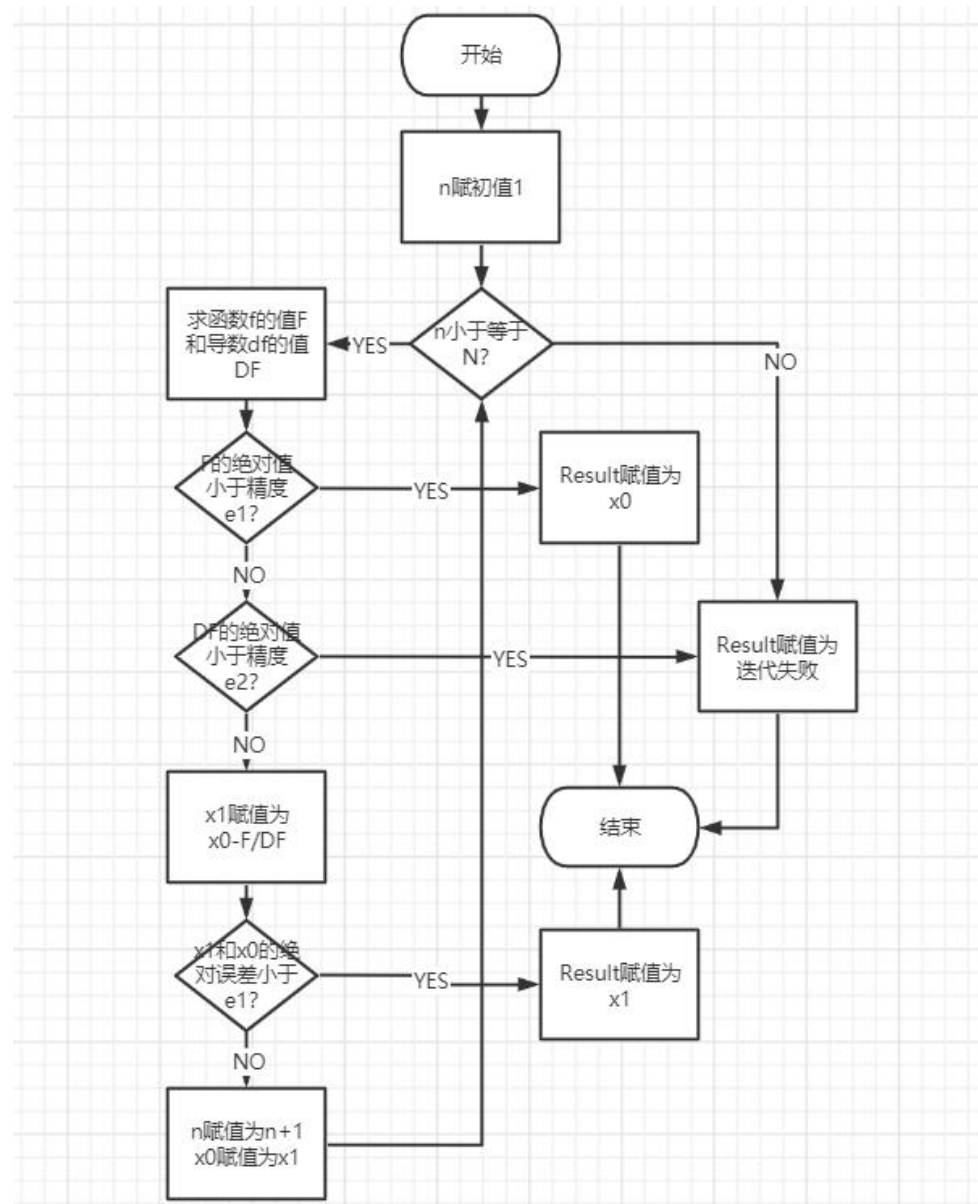 开始
n赋初值1
n小于等于
N?
YES
NO
求函数f的值F
和导数df的值
DF
F的绝对值
小于精度
e1?
YES
Result赋值为
x0
NO
DF的绝对值
小于精度
e2?
YES
Result赋值为
迭代失败
NO
x1赋值为
x0-F/DF
结束
x1和x0的绝
对误差小于
e1?
YES
Result赋值为
x1
NO
n赋值为n+1
x0赋值为x1